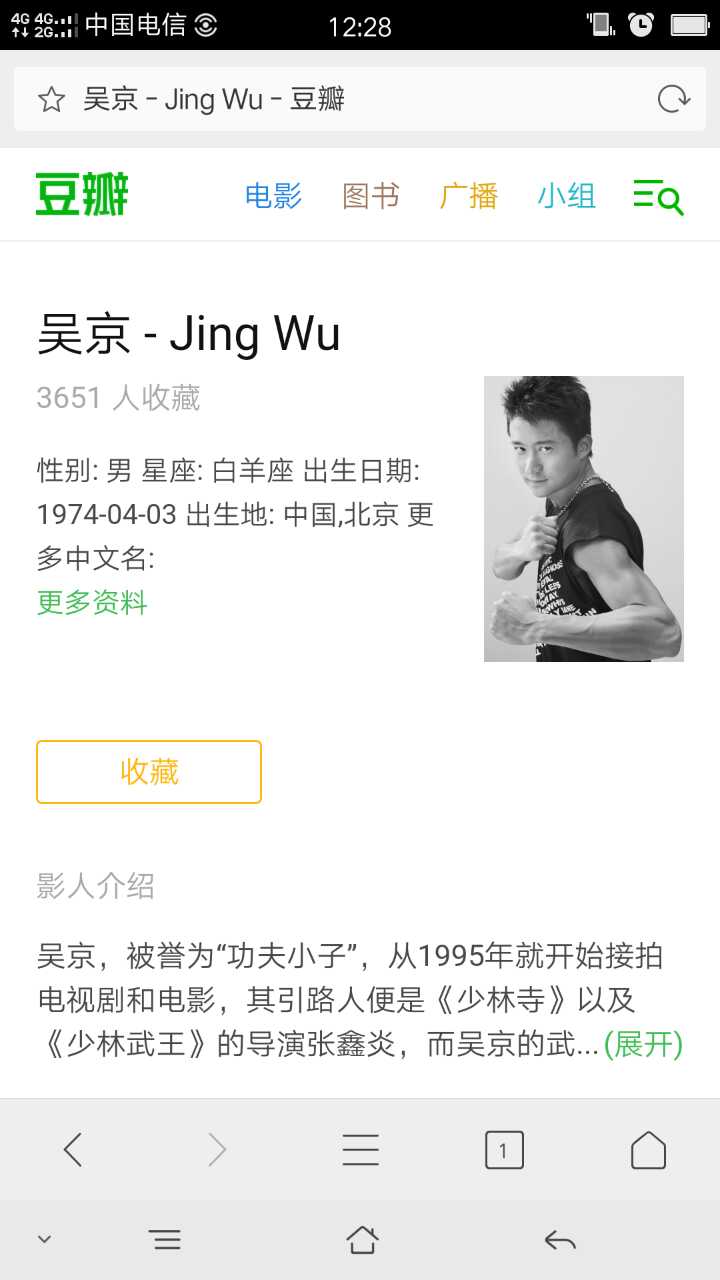 4G 4G 2G 中国电信 12:28
吴京 - Jing Wu - 豆瓣
豆瓣 电影 图书 广播 小组
吴京 - Jing Wu
3651 人收藏
性别: 男 星座: 白羊座 出生日期:
1974-04-03 出生地: 中国,北京 更
多中文名:
更多资料
收藏
影人介绍
吴京，被誉为“功夫小子”，从1995年就开始接拍
电视剧和电影，其引路人便是《少林寺》以及
《少林武王》的导演张鑫炎，而吴京的武...(展开)
1